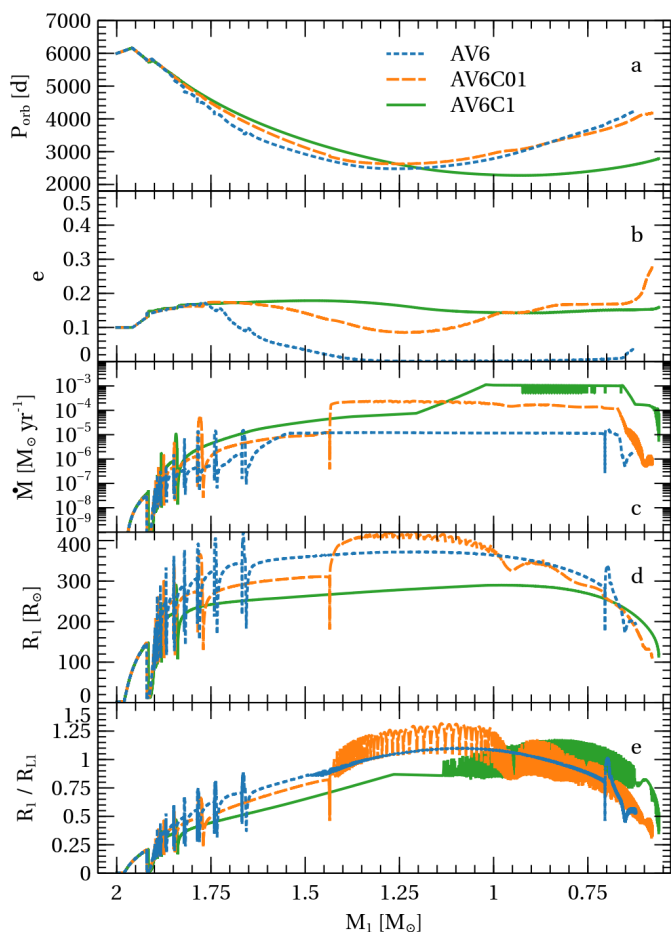 7000
6000
5000
4000
3000
2000
P_orb [d]
AV6
AV6C01
AV6C1
a
0.5
0.4
0.3
0.2
0.1
0
e
b
10^-3
10^-4
10^-5
10^-6
10^-7
10^-8
10^-9
Ṁ [M_⊙ yr^-1]
c
400
300
200
100
0
R_1 [R_⊙]
d
1.5
1.25
1
0.75
0.5
0.25
0
R_1 / R_L1
e
2 1.75 1.5 1.25 1 0.75
M_1 [M_⊙]